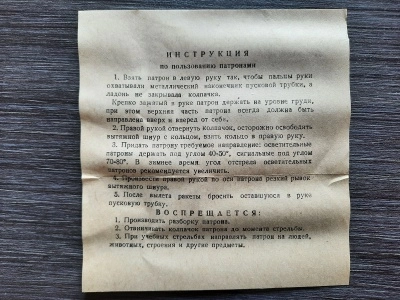 ИНСТРУКЦИЯ
по пользованию патронами
1. Взять патрон в левую руку так, чтобы пальцы руки
охватывали металлический наконечник пусковой трубки, а
ладонь не закрывала колпачка.
Крепко зажатый в руке патрон держать на уровне груди,
при этом верхняя часть патрона всегда должна быть
направлена вверх и вперед от себя.
2. Правой рукой отвернуть колпачок, осторожно освободить
вытяжной шнур с кольцом, взять кольцо в правую руку.
3. Придать патрону требуемое направление: осветительные
патроны держать под углом 40-50°, сигнальные под углом
70-80°. В зимнее время угол отстрела осветительных
патронов рекомендуется увеличить.
4. Произвести правой рукой по оси патрона резкий рывок
вытяжного шнура.
5. После вылета ракеты бросить оставшуюся в руке
пусковую трубку.
ВОСПРЕЩАЕТСЯ:
1. Производить разборку патрона.
2. Отвинчивать колпачок патрона до момента стрельбы.
3. При учебных стрельбах направлять патрон на людей,
животных, строения и другие предметы.